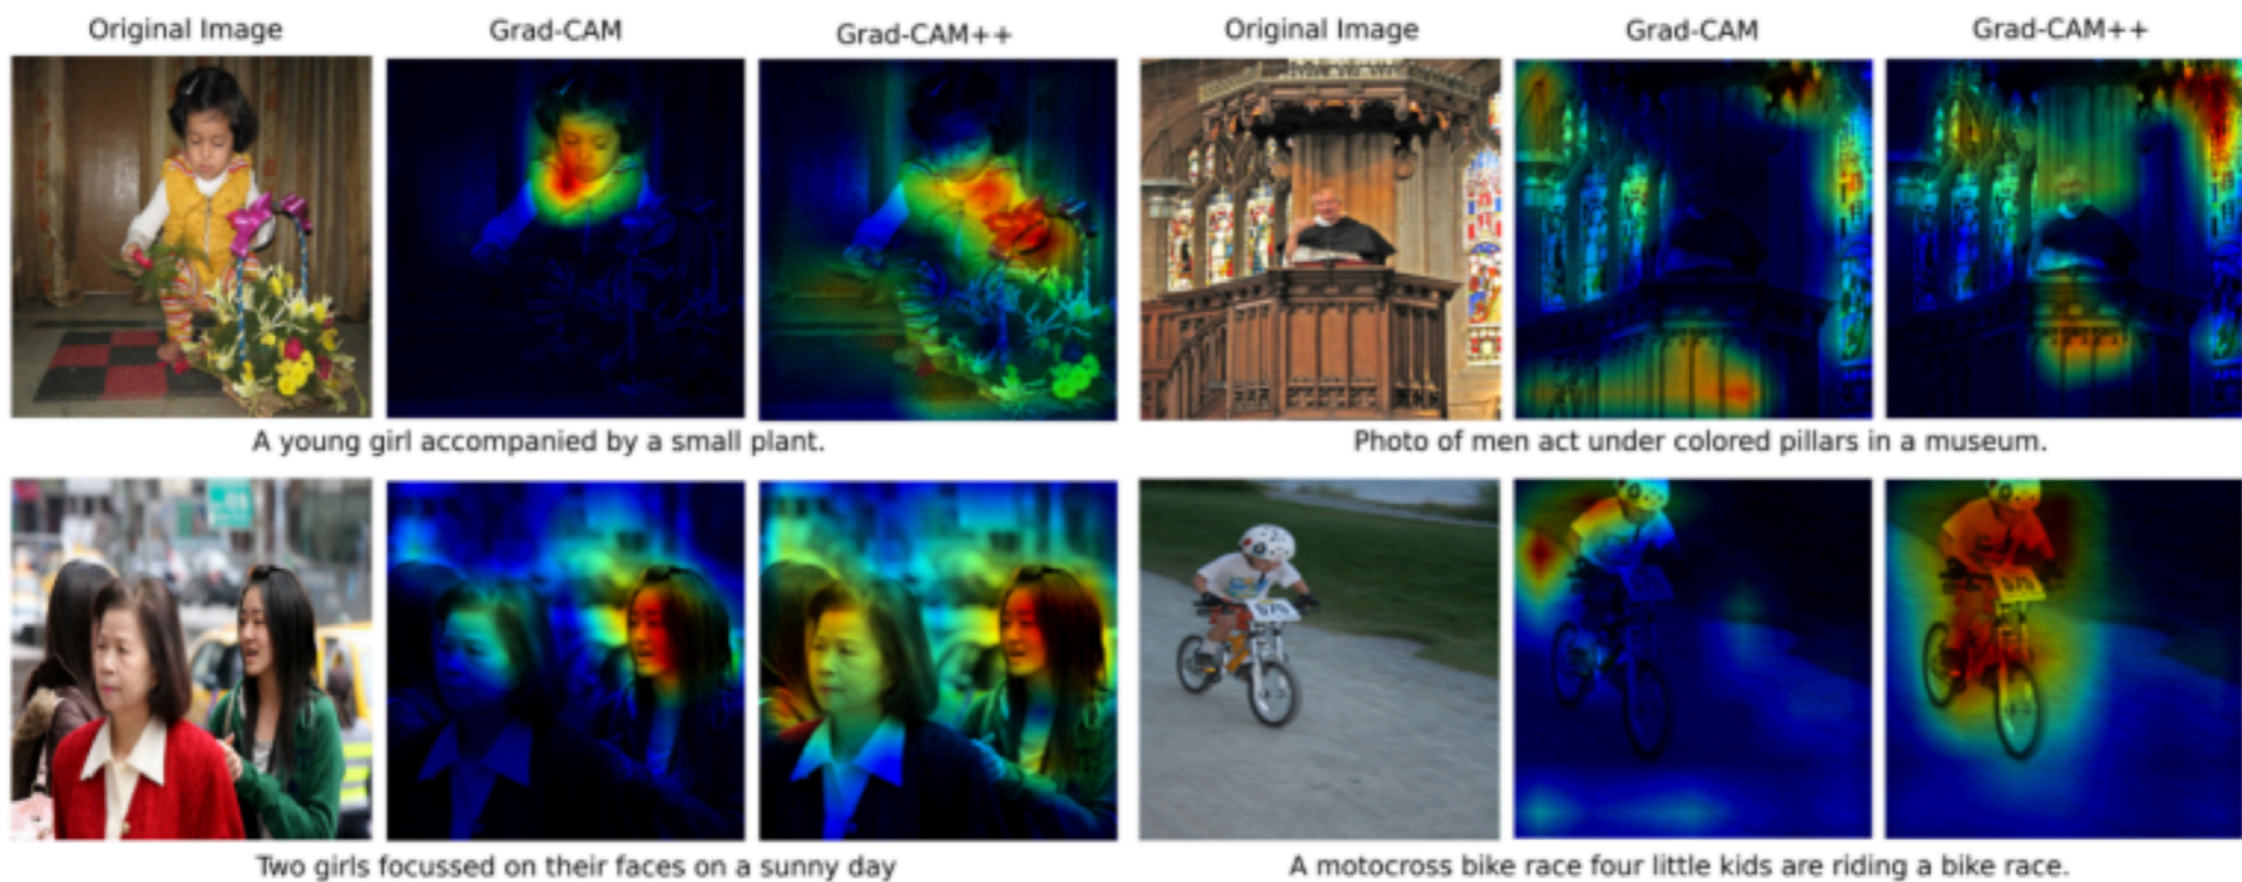 Original Image Grad-CAM Grad-CAM++ Original Image Grad-CAM Grad-CAM++
A young girl accompanied by a small plant. Photo of men act under colored pillars in a museum.
Two girls focussed on their faces on a sunny day A motocross bike race four little kids are riding a bike race.